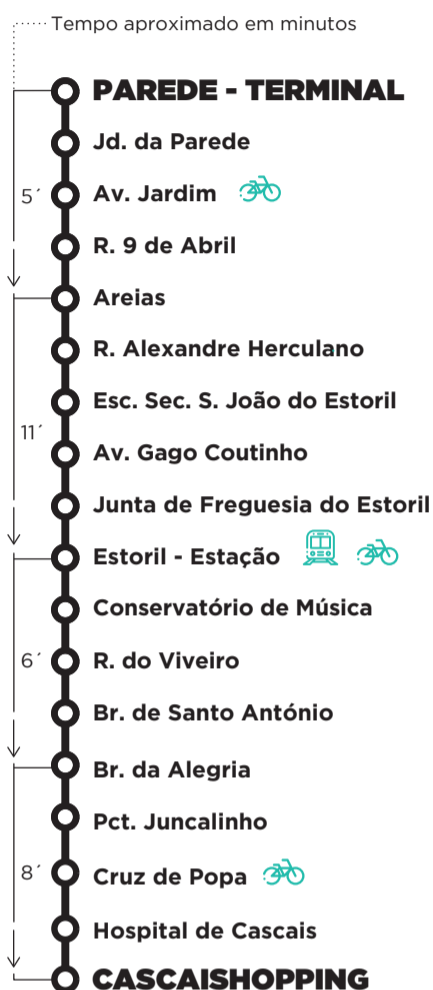 Tempo aproximado em minutos
PAREDE - TERMINAL
Jd. da Parede
5´
Av. Jardim
R. 9 de Abril
Areias
R. Alexandre Herculano
Esc. Sec. S. João do Estoril
11´
Av. Gago Coutinho
Junta de Freguesia do Estoril
Estoril - Estação
Conservatório de Música
6´
R. do Viveiro
Br. de Santo António
Br. da Alegria
Pct. Juncalinho
8´
Cruz de Popa
Hospital de Cascais
CASCAISHOPPING